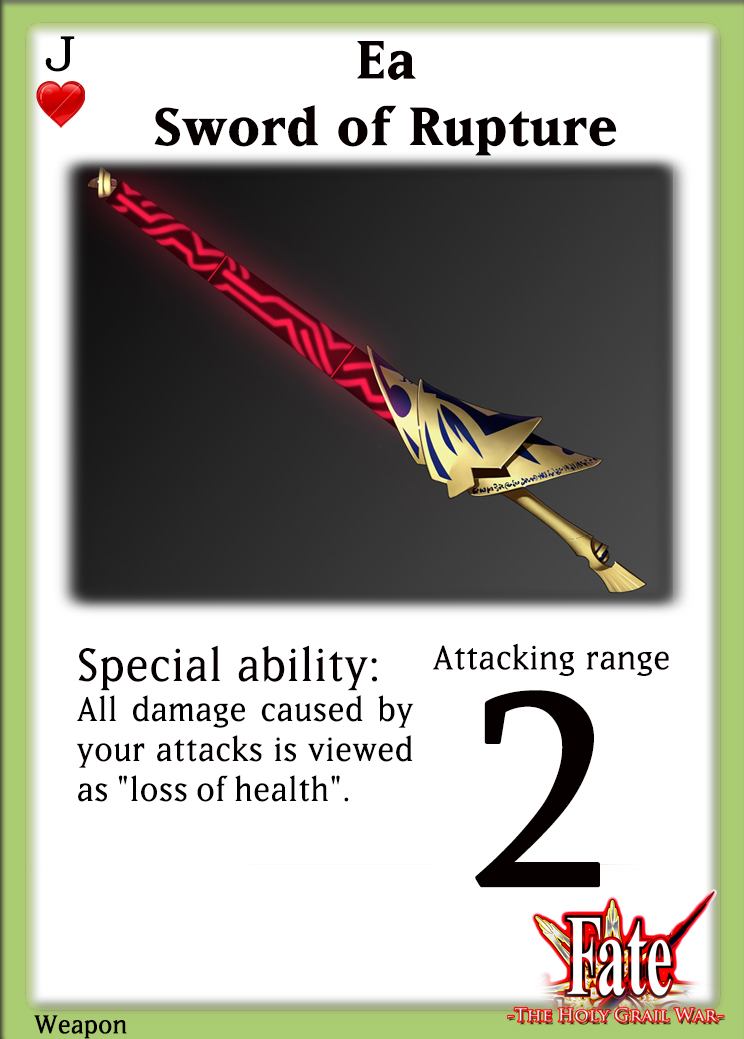 J
Ea
Sword of Rupture
Special ability:
All damage caused by
your attacks is viewed
as "loss of health".
Attacking range
2
Fate
-The Holy Grail War-
Weapon